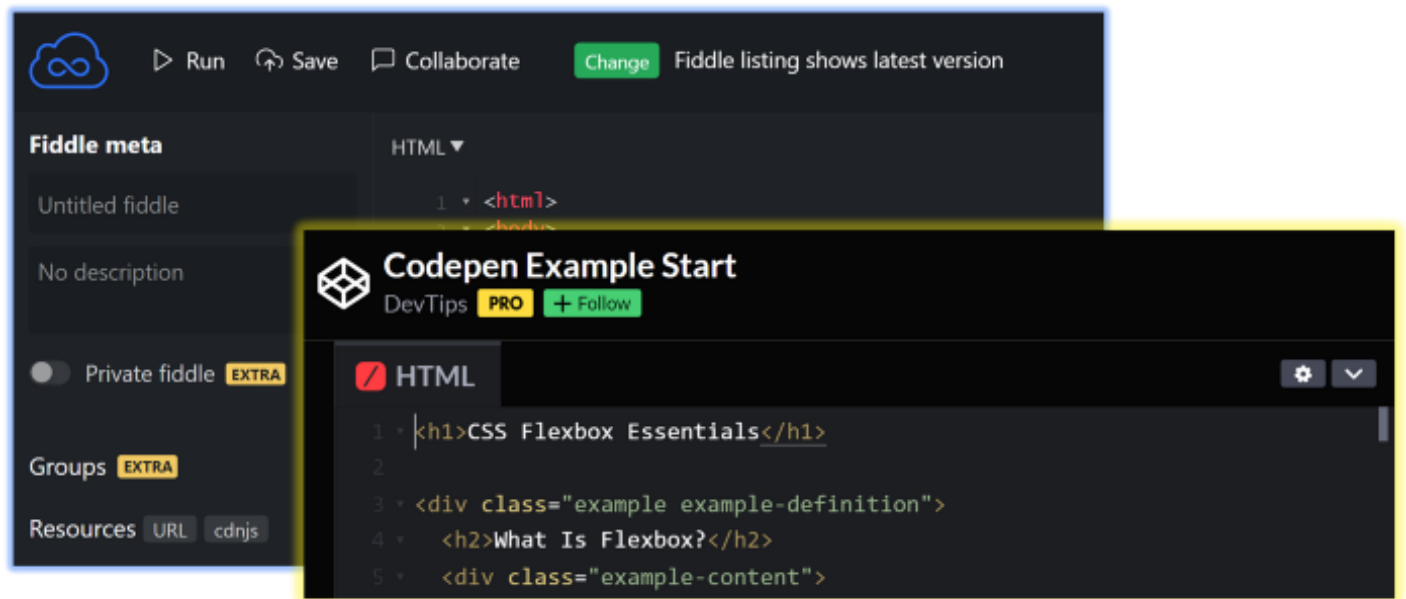 Run Save Collaborate Change Fiddle listing shows latest version
Fiddle meta
HTML ▼
Untitled fiddle
1 <html>
<body>
No description
Private fiddle EXTRA
Groups EXTRA
Resources URL cdnjs
Codepen Example Start
DevTips PRO + Follow
HTML
1 <h1>CSS Flexbox Essentials</h1>
2
3 <div class="example example-definition">
4 <h2>What Is Flexbox?</h2>
5 <div class="example-content">